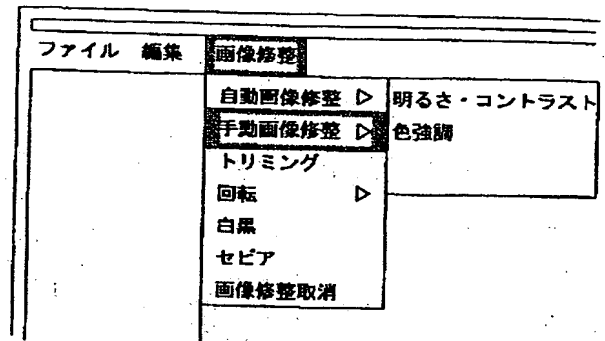 ファイル 編集 画像修整
自動画像修整 ▷
手動画像修整 ▷
トリミング
回転 ▷
白黒
セピア
画像修整取消
明るさ・コントラスト
色強調